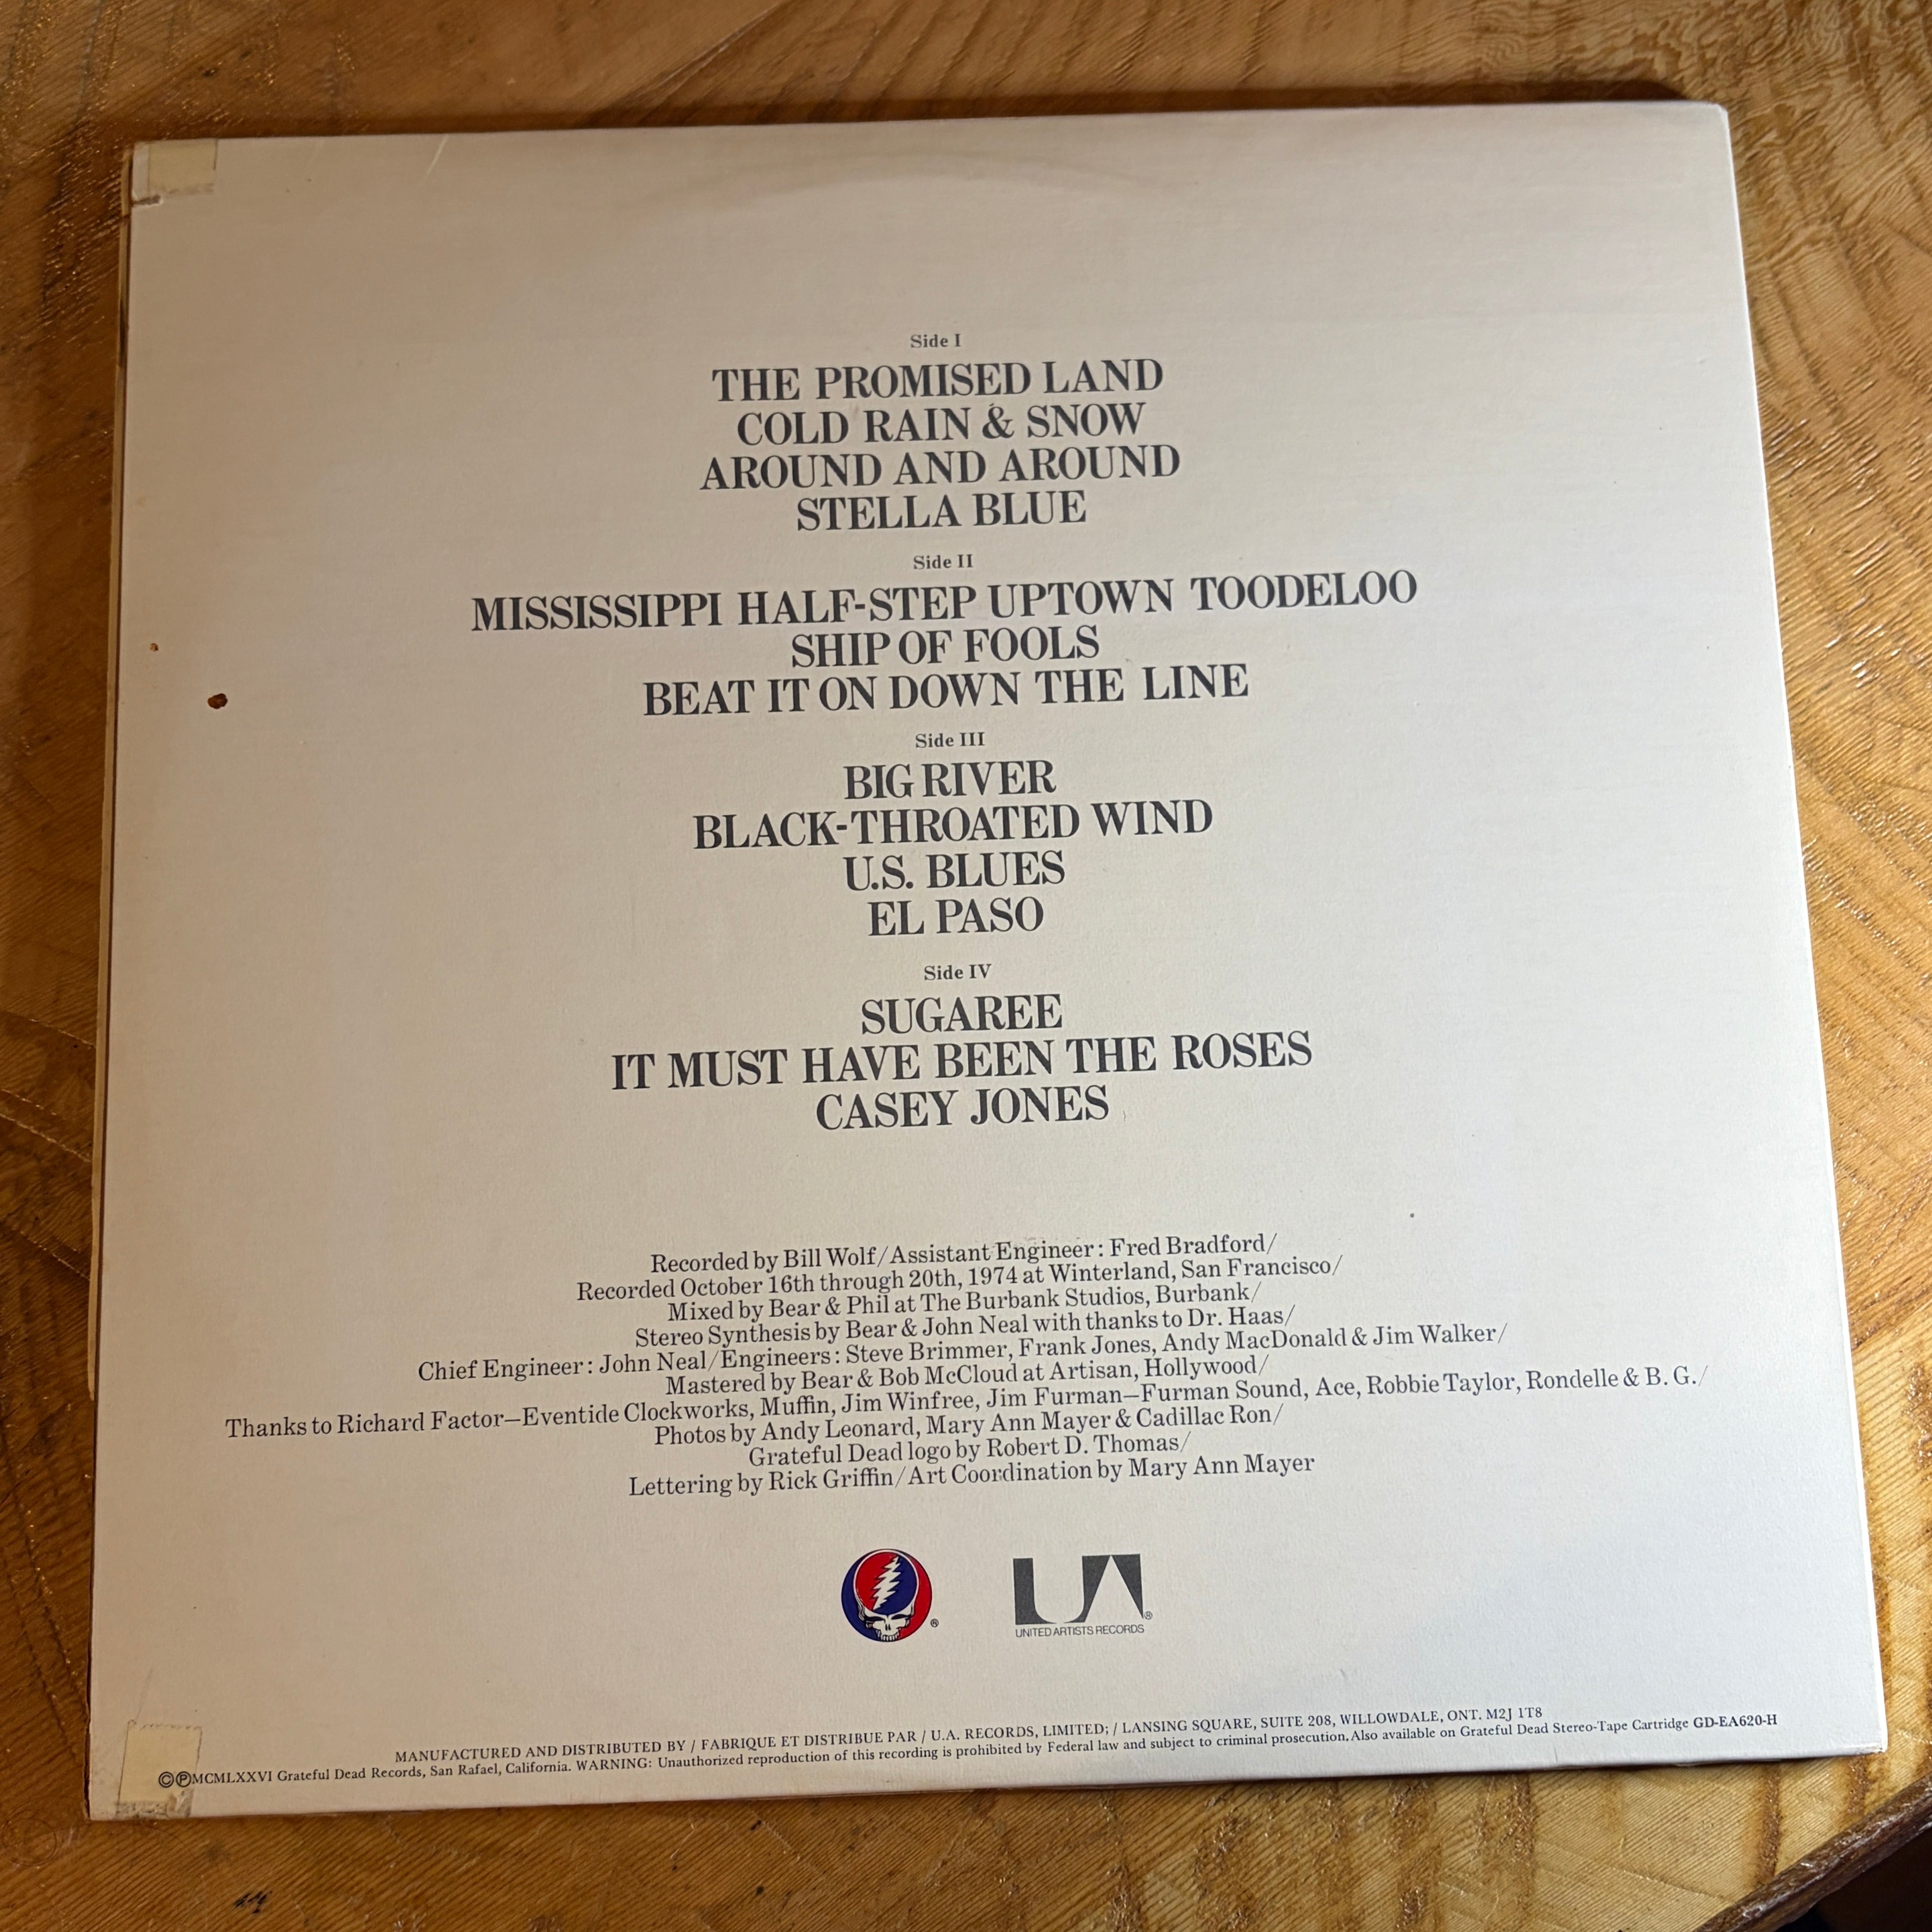 Side I
THE PROMISED LAND
COLD RAIN & SNOW
AROUND AND AROUND
STELLA BLUE
Side II
MISSISSIPPI HALF-STEP UPTOWN TOODELOO
SHIP OF FOOLS
BEAT IT ON DOWN THE LINE
Side III
BIG RIVER
BLACK-THROATED WIND
U.S. BLUES
EL PASO
Side IV
SUGAREE
IT MUST HAVE BEEN THE ROSES
CASEY JONES
Recorded by Bill Wolf/Assistant Engineer: Fred Bradford/
Recorded October 16th through 20th, 1974 at Winterland, San Francisco/
Mixed by Bear & Phil at The Burbank Studios, Burbank/
Stereo Synthesis by Bear & John Neal with thanks to Dr. Haas/
Chief Engineer: John Neal/Engineers: Steve Brimmer, Frank Jones, Andy MacDonald & Jim Walker/
Mastered by Bear & Bob McCloud at Artisan, Hollywood/
Thanks to Richard Factor—Eventide Clockworks, Muffin, Jim Winfree, Jim Furman—Furman Sound, Ace, Robbie Taylor, Rondelle & B. G./
Photos by Andy Leonard, Mary Ann Mayer & Cadillac Ron/
Grateful Dead logo by Robert D. Thomas/
Lettering by Rick Griffin/Art Coordination by Mary Ann Mayer
®
UA®
UNITED ARTISTS RECORDS
MANUFACTURED AND DISTRIBUTED BY / FABRIQUE ET DISTRIBUE PAR / U.A. RECORDS, LIMITED; / LANSING SQUARE, SUITE 208, WILLOWDALE, ONT. M2J 1T8
©℗MCMLXXVI Grateful Dead Records, San Rafael, California. WARNING: Unauthorized reproduction of this recording is prohibited by Federal law and subject to criminal prosecution. Also available on Grateful Dead Stereo-Tape Cartridge GD-EA620-H